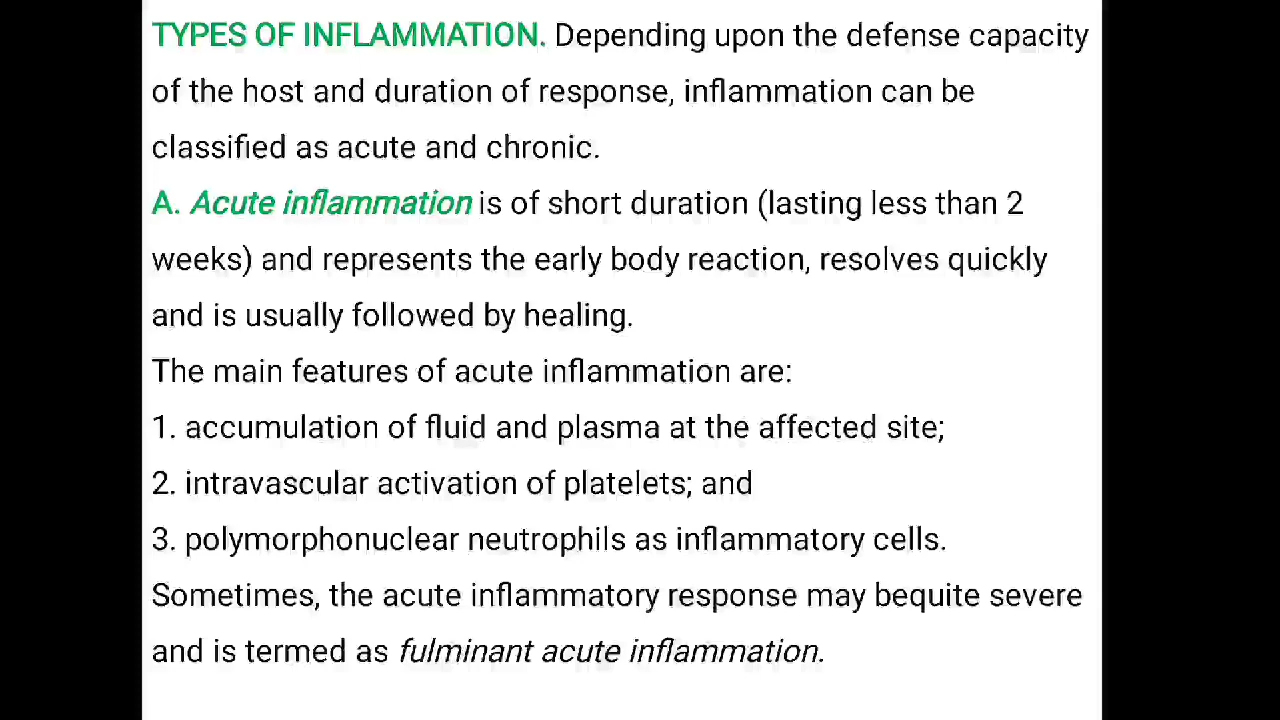 TYPES OF INFLAMMATION. Depending upon the defense capacity
of the host and duration of response, inflammation can be
classified as acute and chronic.
A. Acute inflammation is of short duration (lasting less than 2
weeks) and represents the early body reaction, resolves quickly
and is usually followed by healing.
The main features of acute inflammation are:
1. accumulation of fluid and plasma at the affected site;
2. intravascular activation of platelets; and
3. polymorphonuclear neutrophils as inflammatory cells.
Sometimes, the acute inflammatory response may bequite severe
and is termed as fulminant acute inflammation.